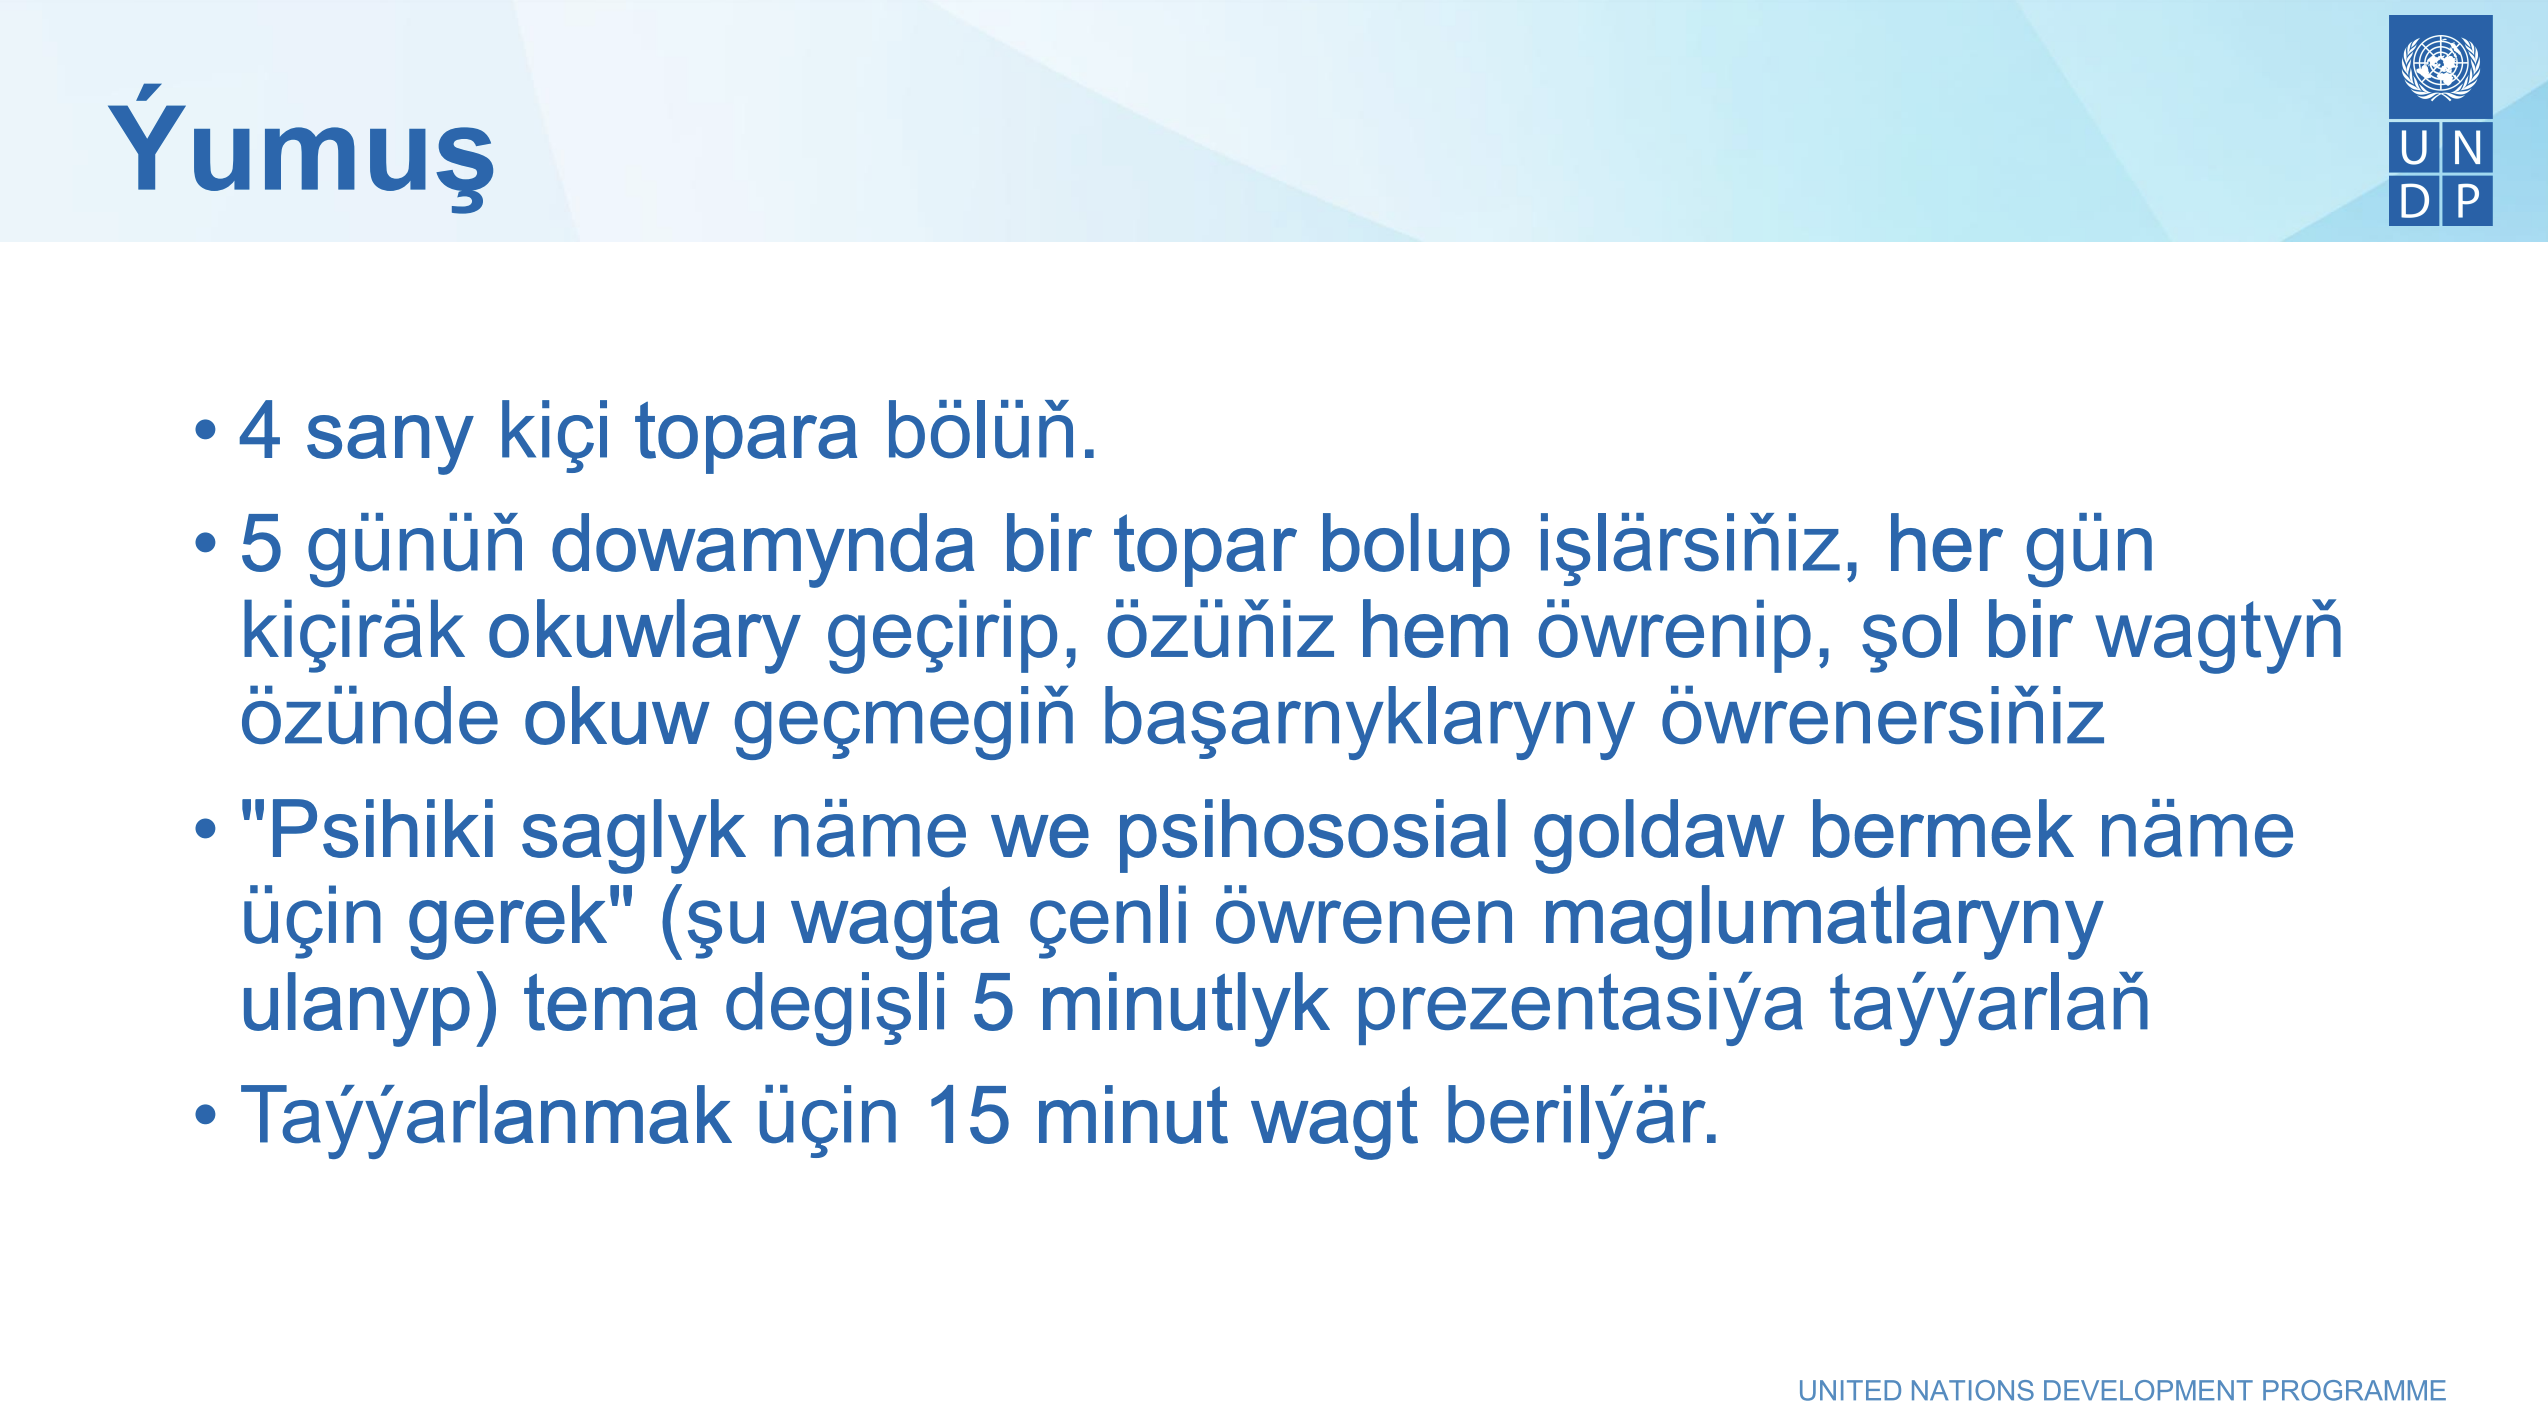 Ýumuş
UN
DP
• 4 sany kiçi topara bölüň.
• 5 günüň dowamynda bir topar bolup işlärsiňiz, her gün
kiçiräk okuwlary geçirip, özüňiz hem öwrenip, şol bir wagtyň
özünde okuw geçmegiň başarnyklaryny öwrenersiňiz
• "Psihiki saglyk näme we psihososial goldaw bermek näme
üçin gerek" (şu wagta çenli öwrenen maglumatlaryny
ulanyp) tema degişli 5 minutlyk prezentasiýa taýýarlaň
• Taýýarlanmak üçin 15 minut wagt berilýär.
UNITED NATIONS DEVELOPMENT PROGRAMME